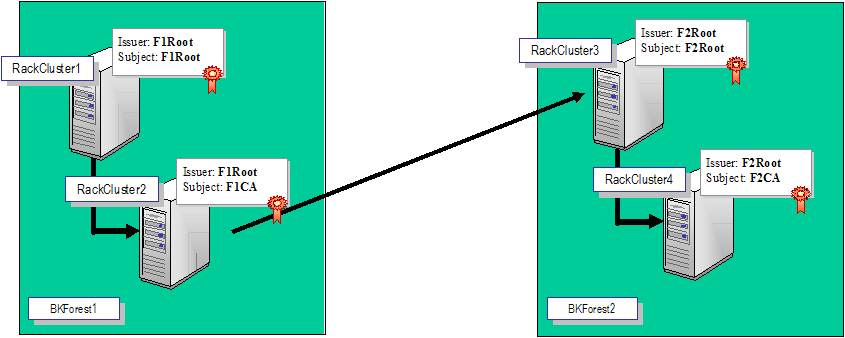 Issuer: F1Root
Subject: F1Root
RackCluster1
Issuer: F1Root
Subject: F1CA
RackCluster2
BKForest1
Issuer: F2Root
Subject: F2Root
RackCluster3
Issuer: F2Root
Subject: F2CA
RackCluster4
BKForest2